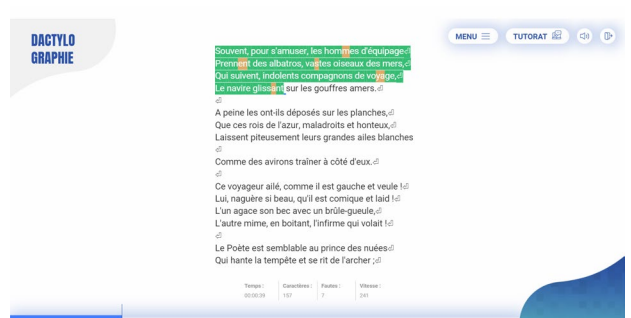 DACTYLO
GRAPHIE
MENU
TUTORAT
Souvent, pour s'amuser, les hommes d'équipage⏎
Prennent des albatros, vastes oiseaux des mers,⏎
Qui suivent, indolents compagnons de voyage,⏎
Le navire glissant sur les gouffres amers.⏎
⏎
A peine les ont-ils déposés sur les planches,⏎
Que ces rois de l'azur, maladroits et honteux,⏎
Laissent piteusement leurs grandes ailes blanches
⏎
Comme des avirons traîner à côté d'eux.⏎
⏎
Ce voyageur ailé, comme il est gauche et veule !⏎
Lui, naguère si beau, qu'il est comique et laid !⏎
L'un agace son bec avec un brûle-gueule,⏎
L'autre mime, en boitant, l'infirme qui volait !⏎
⏎
Le Poète est semblable au prince des nuées⏎
Qui hante la tempête et se rit de l'archer ;⏎
Temps : Caractères : Fautes : Vitesse :
00:00:39 157 7 241